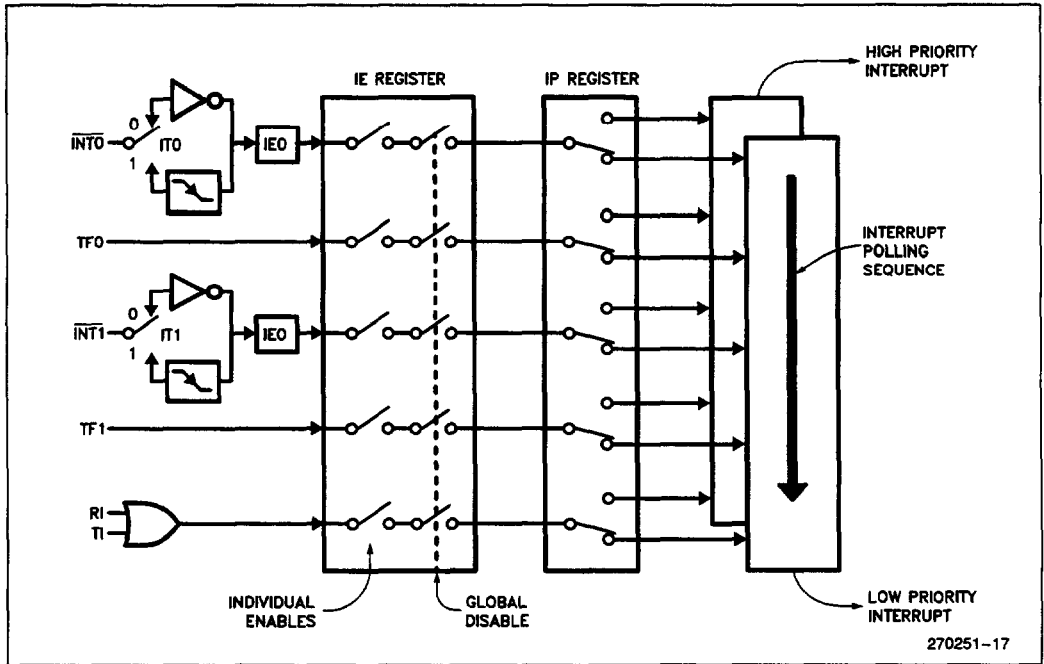 IE REGISTER
IP REGISTER
HIGH PRIORITY
INTERRUPT
0
INT0
IT0
1
IE0
TF0
INTERRUPT
POLLING
SEQUENCE
0
INT1
IT1
1
IE0
TF1
RI
TI
INDIVIDUAL
ENABLES
GLOBAL
DISABLE
LOW PRIORITY
INTERRUPT
270251-17